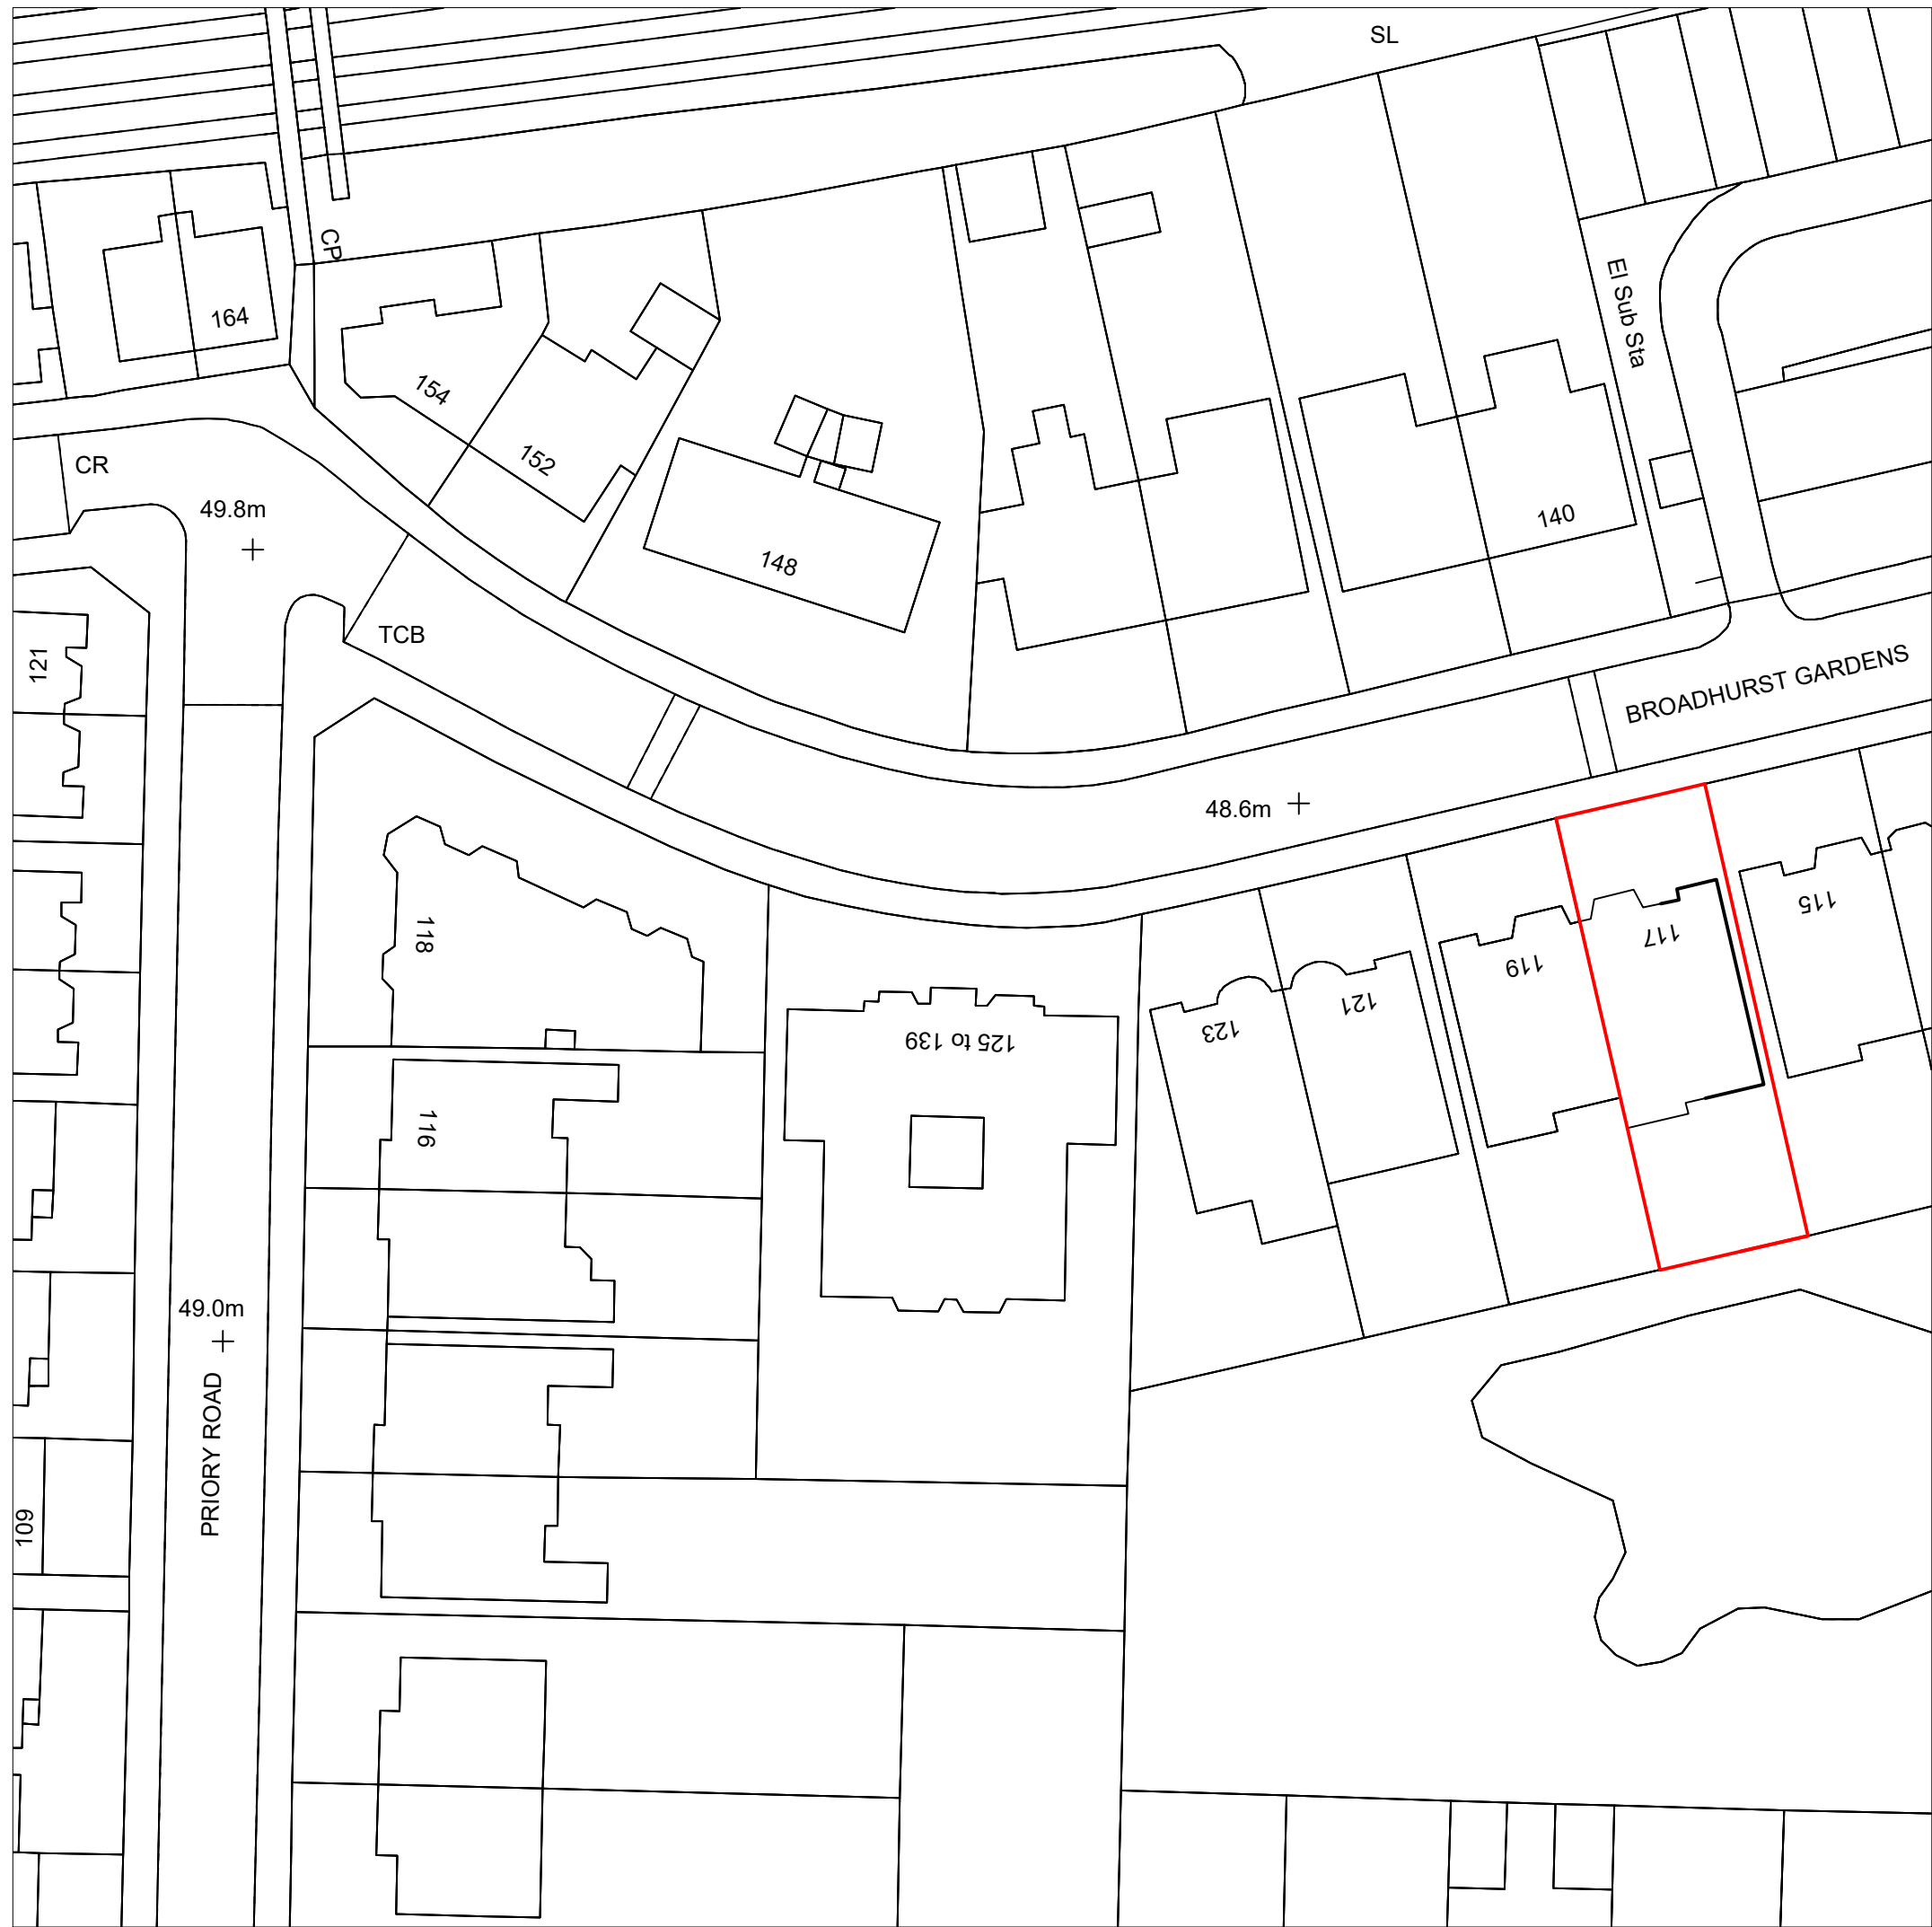 SL
CP
El Sub Sta
164
154
CR
152
49.8m
140
148
TCB
121
BROADHURST GARDENS
48.6m
115
118
117
119
121
123
125 to 139
116
49.0m
PRIORY ROAD
109